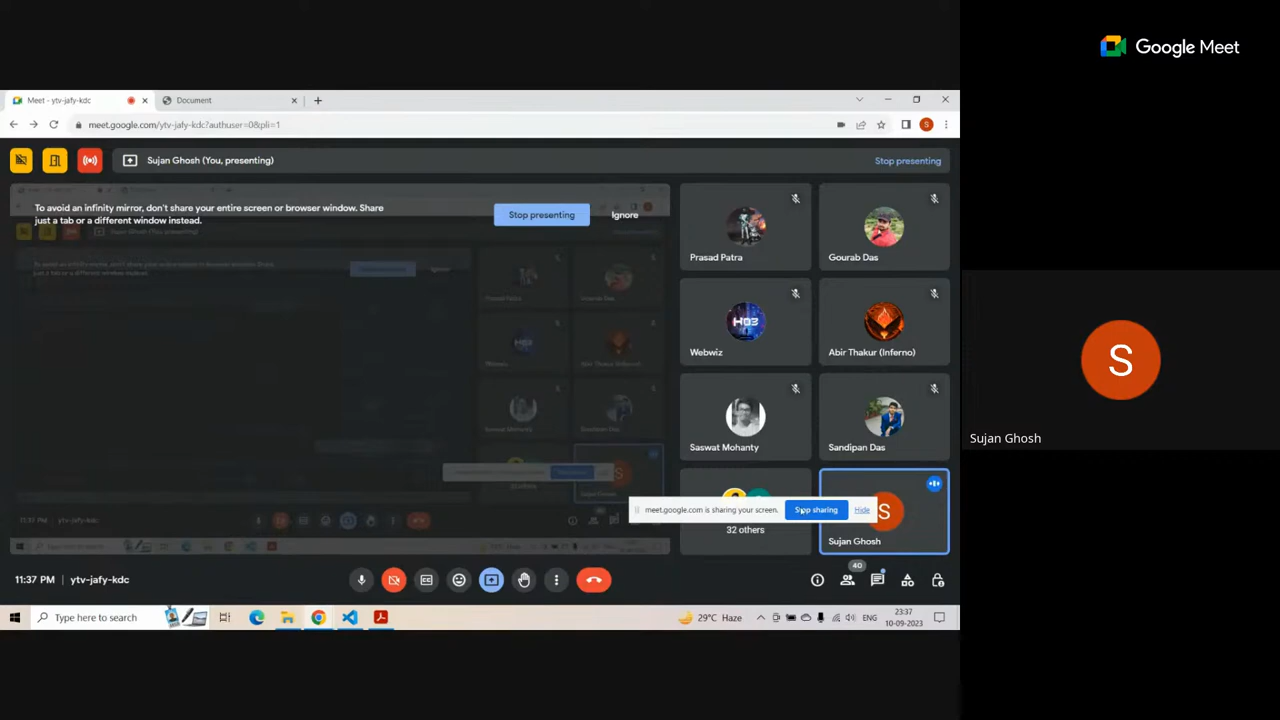 Google Meet
Meet - ytv-jafy-kdc
Document
meet.google.com/ytv-jafy-kdc?authuser=0&pli=1
S
Sujan Ghosh (You, presenting)
Stop presenting
To avoid an infinity mirror, don't share your entire screen or browser window. Share
just a tab or a different window instead.
Stop presenting
Ignore
Prasad Patra
Gourab Das
H03
Webwiz
Abir Thakur (Inferno)
Saswat Mohanty
Sandipan Das
meet.google.com is sharing your screen.
Stop sharing
Hide
S
32 others
Sujan Ghosh
S
Sujan Ghosh
11:37 PM | ytv-jafy-kdc
40
Type here to search
29°C Haze
ENG
23:37
10-09-2023